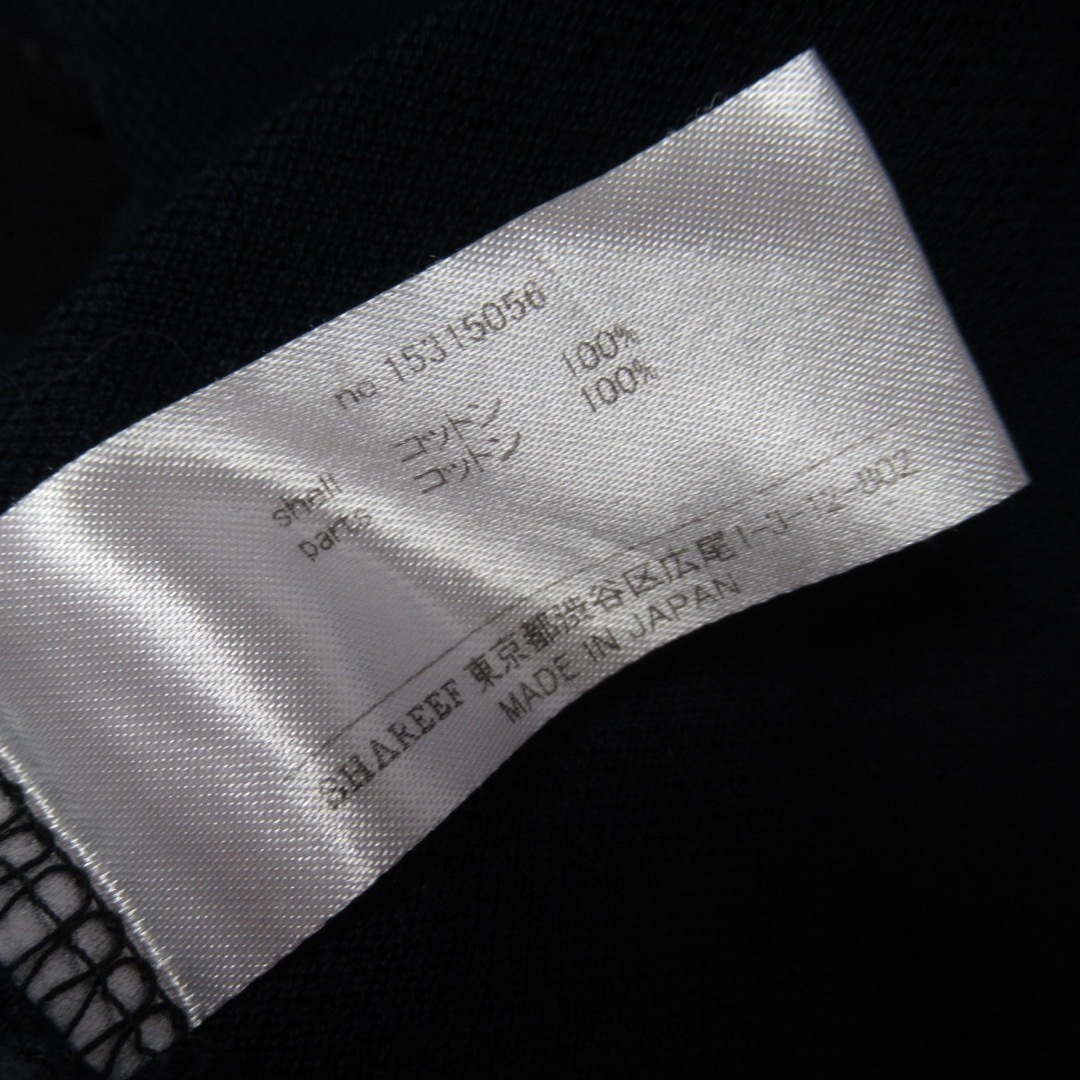 no.15315056
shell コットン 100%
parts コットン 100%
SHAREEF 東京都渋谷区広尾1-3-12-802
MADE IN JAPAN